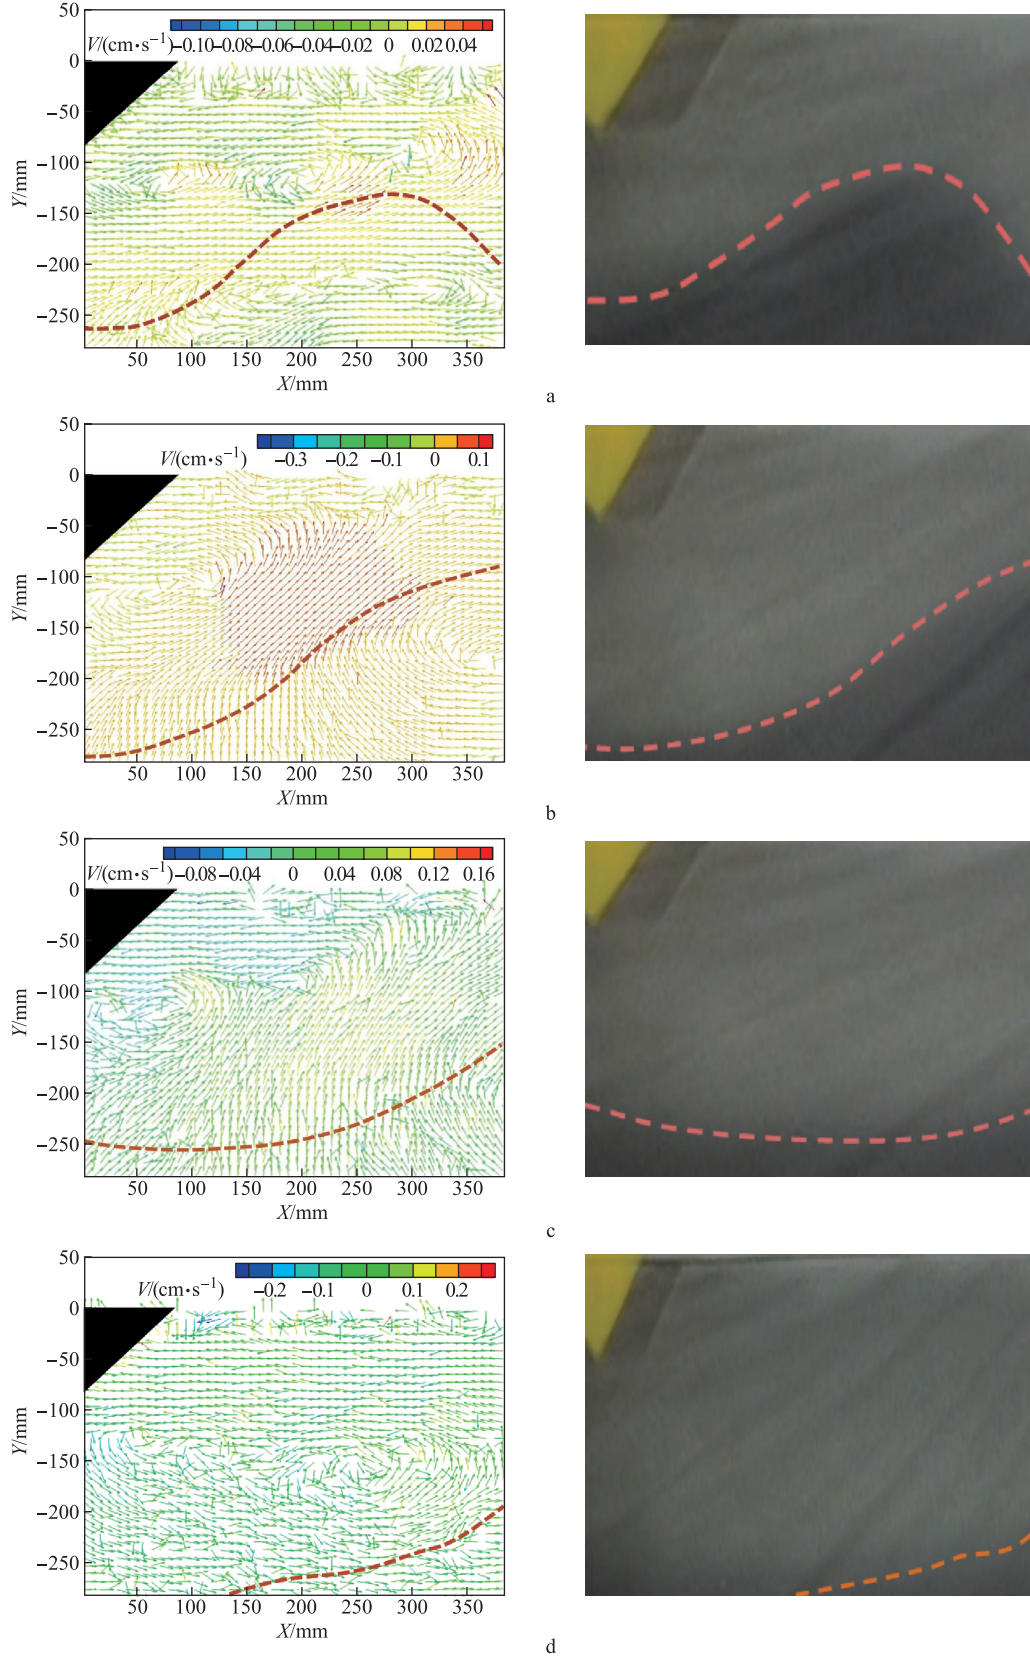 50
V/(cm·s⁻¹) −0.10 −0.08 −0.06 −0.04 −0.02 0 0.02 0.04
0
−50
−100
Y/mm
−150
−200
−250
50 100 150 200 250 300 350
X/mm
a
50
V/(cm·s⁻¹) −0.3 −0.2 −0.1 0 0.1
0
−50
−100
Y/mm
−150
−200
−250
50 100 150 200 250 300 350
X/mm
b
50
V/(cm·s⁻¹) −0.08 −0.04 0 0.04 0.08 0.12 0.16
0
−50
−100
Y/mm
−150
−200
−250
50 100 150 200 250 300 350
X/mm
c
50
V/(cm·s⁻¹) −0.2 −0.1 0 0.1 0.2
0
−50
−100
Y/mm
−150
−200
−250
50 100 150 200 250 300 350
X/mm
d